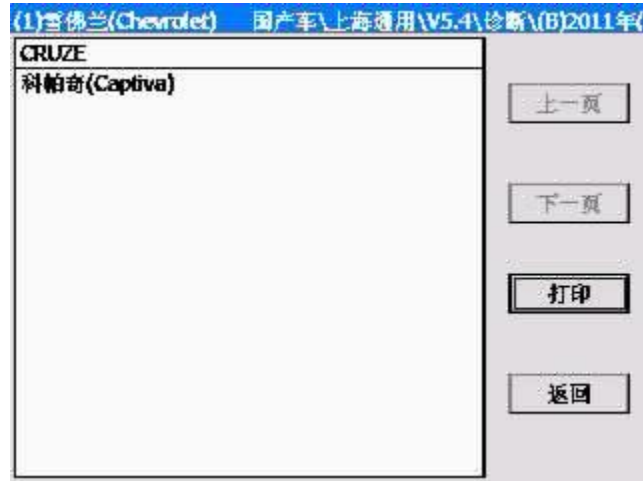 (1)雪佛兰(Chevrolet) 国产车\上海通用\V5.4\诊断\(B)2011年(
CRUZE
科帕奇(Captiva)
上一页
下一页
打印
返回